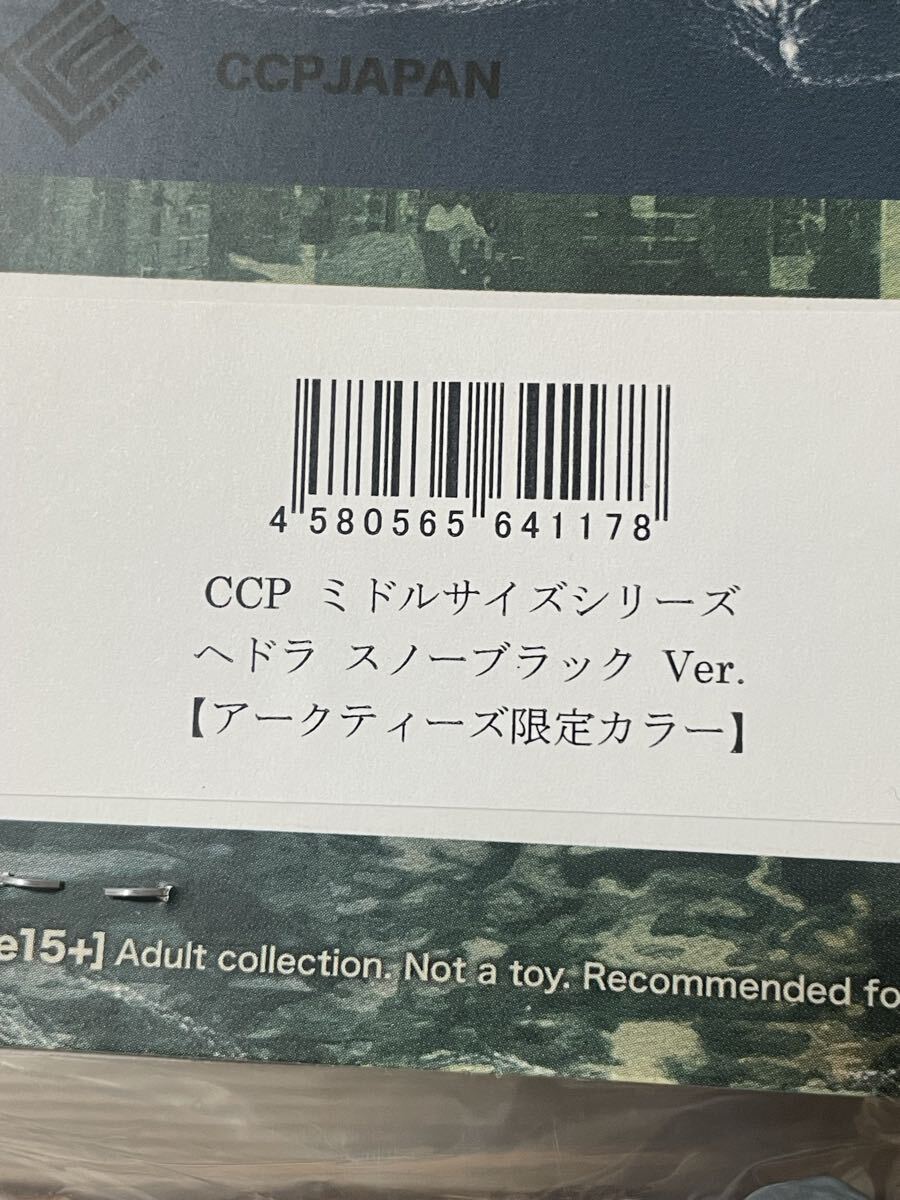 CCPJAPAN
4 580565 641178
CCP ミドルサイズシリーズ
ヘドラ スノーブラック Ver.
【アークティーズ限定カラー】
e15+] Adult collection. Not a toy. Recommended fo